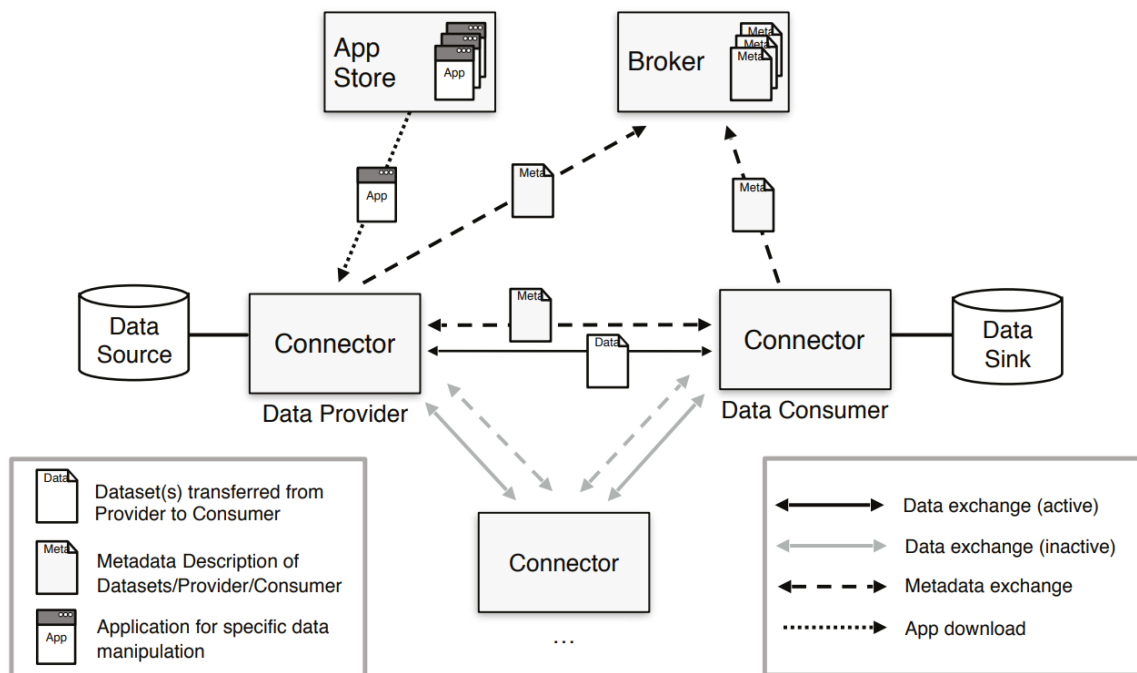 App
Store
App
Broker
Meta
Meta
Meta
App
Meta
Meta
Data
Source
Connector
Meta
Data
Connector
Data
Sink
Data Provider
Data Consumer
Data
Dataset(s) transferred from
Provider to Consumer
Meta
Metadata Description of
Datasets/Provider/Consumer
App
Application for specific data
manipulation
Connector
...
Data exchange (active)
Data exchange (inactive)
Metadata exchange
App download